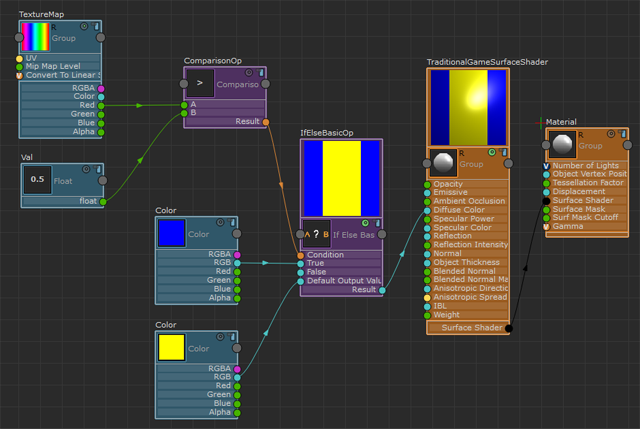 TextureMap
R
Group
UV
Mip Map Level
Convert To Linear S
RGBA
Color
Red
Green
Blue
Alpha
Val
0.5 Float
float
ComparisonOp
> Compariso
A
B
Result
Color
Color
RGBA
RGB
Red
Green
Blue
Alpha
Color
Color
RGBA
RGB
Red
Green
Blue
Alpha
IfElseBasicOp
A ? B If Else Bas
Condition
True
False
Default Output Valu
Result
TraditionalGameSurfaceShader
R
Group
Opacity
Emissive
Ambient Occlusion
Diffuse Color
Specular Power
Specular Color
Reflection
Reflection Intensity
Normal
Object Thickness
Blended Normal
Blended Normal Ma
Anisotropic Directic
Anisotropic Spread
IBL
Weight
Surface Shader
Material
R
Group
Number of Lights
Object Vertex Posit
Tessellation Factor
Displacement
Surface Shader
Surface Mask
Surf Mask Cutoff
Gamma